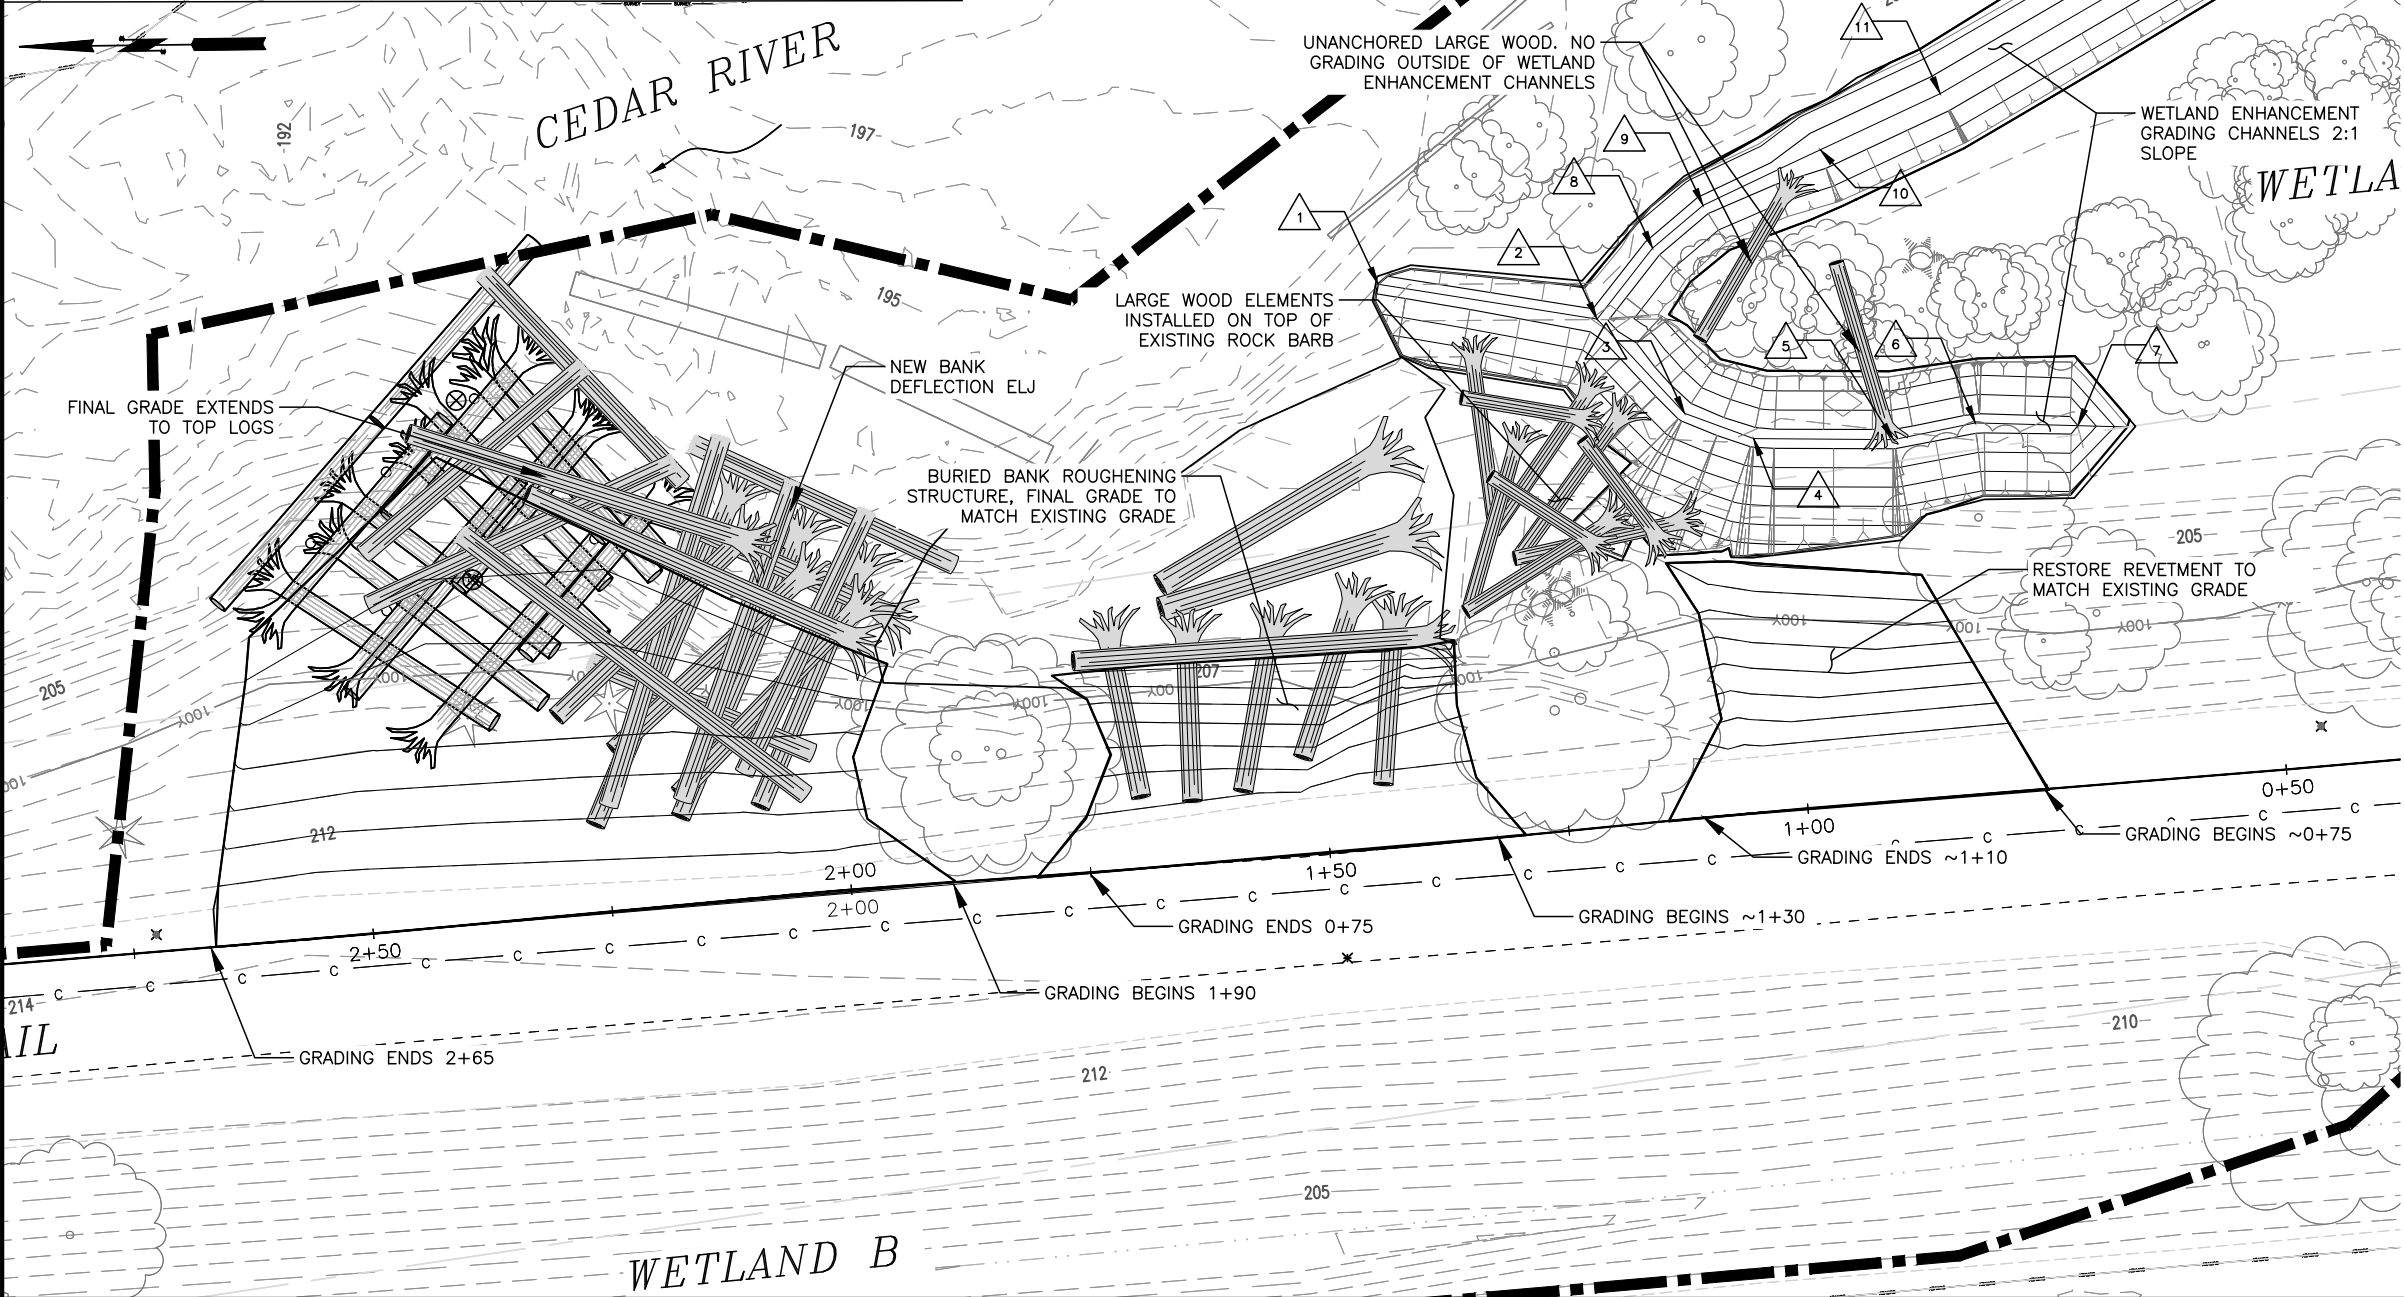 CEDAR RIVER
192
197
195
UNANCHORED LARGE WOOD. NO
GRADING OUTSIDE OF WETLAND
ENHANCEMENT CHANNELS
11
9
8
10
1
2
3
5
6
7
4
WETLAND ENHANCEMENT
GRADING CHANNELS 2:1
SLOPE
WETLA
LARGE WOOD ELEMENTS
INSTALLED ON TOP OF
EXISTING ROCK BARB
NEW BANK
DEFLECTION ELJ
FINAL GRADE EXTENDS
TO TOP LOGS
BURIED BANK ROUGHENING
STRUCTURE, FINAL GRADE TO
MATCH EXISTING GRADE
205
RESTORE REVETMENT TO
MATCH EXISTING GRADE
100Y
100Y
100Y
100Y
100Y
100Y
207
205
212
0+50
1+00
1+50
2+00
2+00
2+50
C C C C C C C C C C C C C C C C C C
GRADING BEGINS ~0+75
GRADING ENDS ~1+10
GRADING BEGINS ~1+30
GRADING ENDS 0+75
GRADING BEGINS 1+90
GRADING ENDS 2+65
214
AIL
212
210
205
WETLAND B